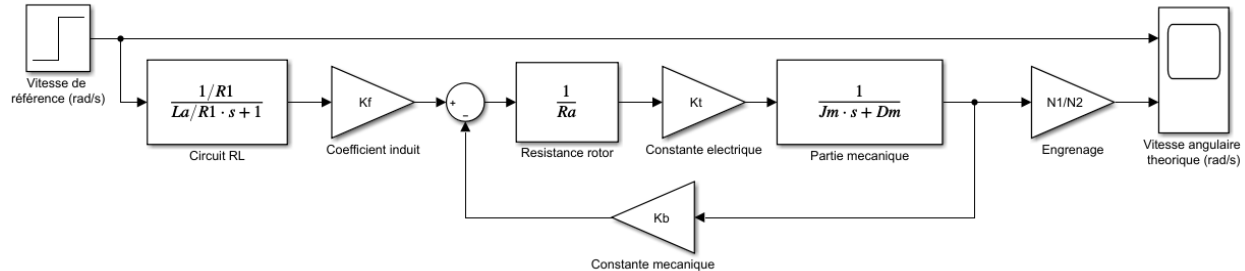 Vitesse de
référence (rad/s)
1/R1
La/R1 · s + 1
Circuit RL
Kf
Coefficient induit
+
−
1
Ra
Resistance rotor
Kt
Constante electrique
1
Jm · s + Dm
Partie mecanique
N1/N2
Engrenage
Vitesse angulaire
theorique (rad/s)
Kb
Constante mecanique